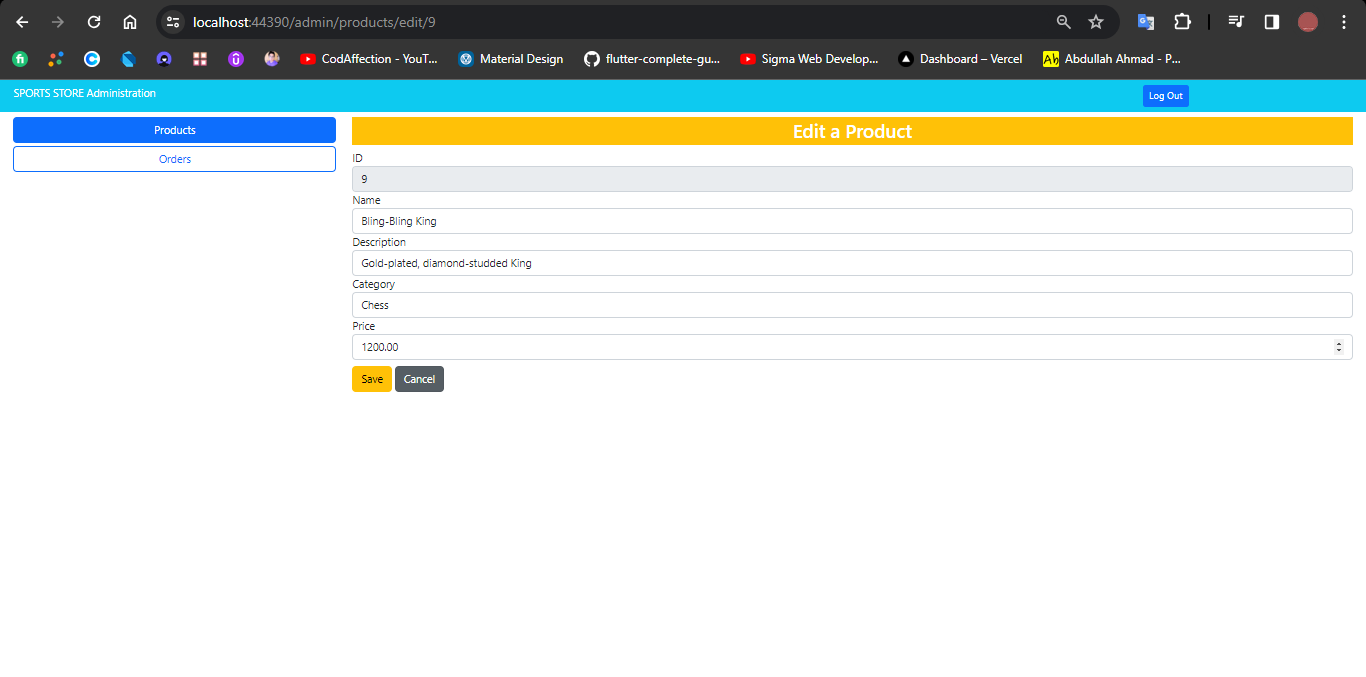 localhost:44390/admin/products/edit/9
CodAffection - YouT... Material Design flutter-complete-gu... Sigma Web Develop... Dashboard – Vercel Ah Abdullah Ahmad - P...
SPORTS STORE Administration Log Out
Products
Orders
Edit a Product
ID
9
Name
Bling-Bling King
Description
Gold-plated, diamond-studded King
Category
Chess
Price
1200.00
Save Cancel